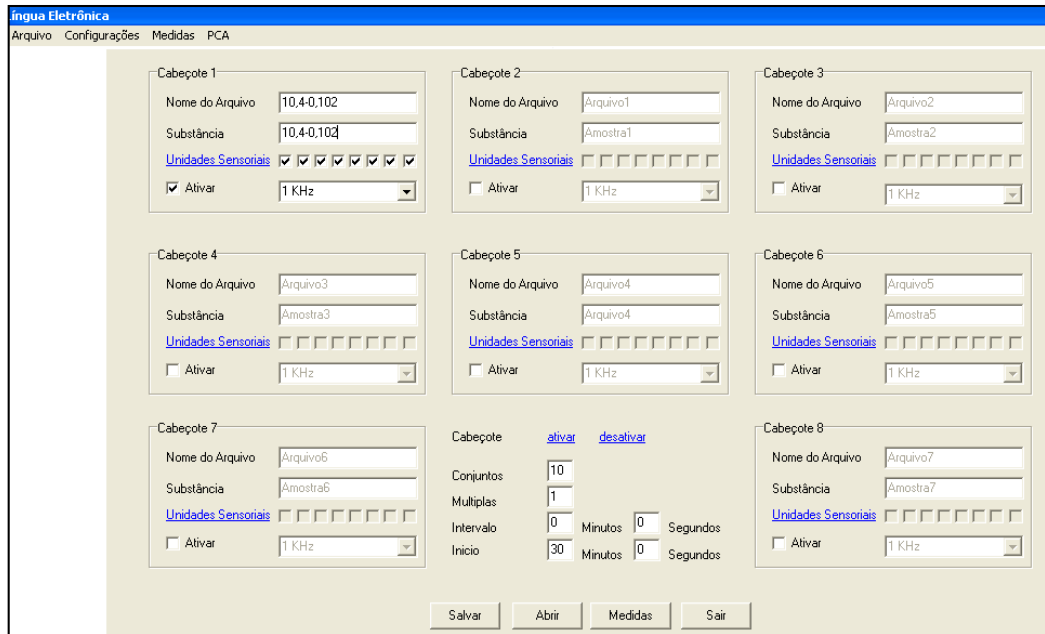 íngua Eletrônica
Arquivo Configurações Medidas PCA
Cabeçote 1
Nome do Arquivo 10,4-0,102
Substância 10,4-0,102
Unidades Sensoriais
Ativar 1 KHz
Cabeçote 2
Nome do Arquivo Arquivo1
Substância Amostra1
Unidades Sensoriais
Ativar 1 KHz
Cabeçote 3
Nome do Arquivo Arquivo2
Substância Amostra2
Unidades Sensoriais
Ativar 1 KHz
Cabeçote 4
Nome do Arquivo Arquivo3
Substância Amostra3
Unidades Sensoriais
Ativar 1 KHz
Cabeçote 5
Nome do Arquivo Arquivo4
Substância Arquivo4
Unidades Sensoriais
Ativar 1 KHz
Cabeçote 6
Nome do Arquivo Arquivo5
Substância Amostra5
Unidades Sensoriais
Ativar 1 KHz
Cabeçote 7
Nome do Arquivo Arquivo6
Substância Amostra6
Unidades Sensoriais
Ativar 1 KHz
Cabeçote ativar desativar
Conjuntos 10
Multiplas 1
Intervalo 0 Minutos 0 Segundos
Inicio 30 Minutos 0 Segundos
Cabeçote 8
Nome do Arquivo Arquivo7
Substância Amostra7
Unidades Sensoriais
Ativar 1 KHz
Salvar Abrir Medidas Sair